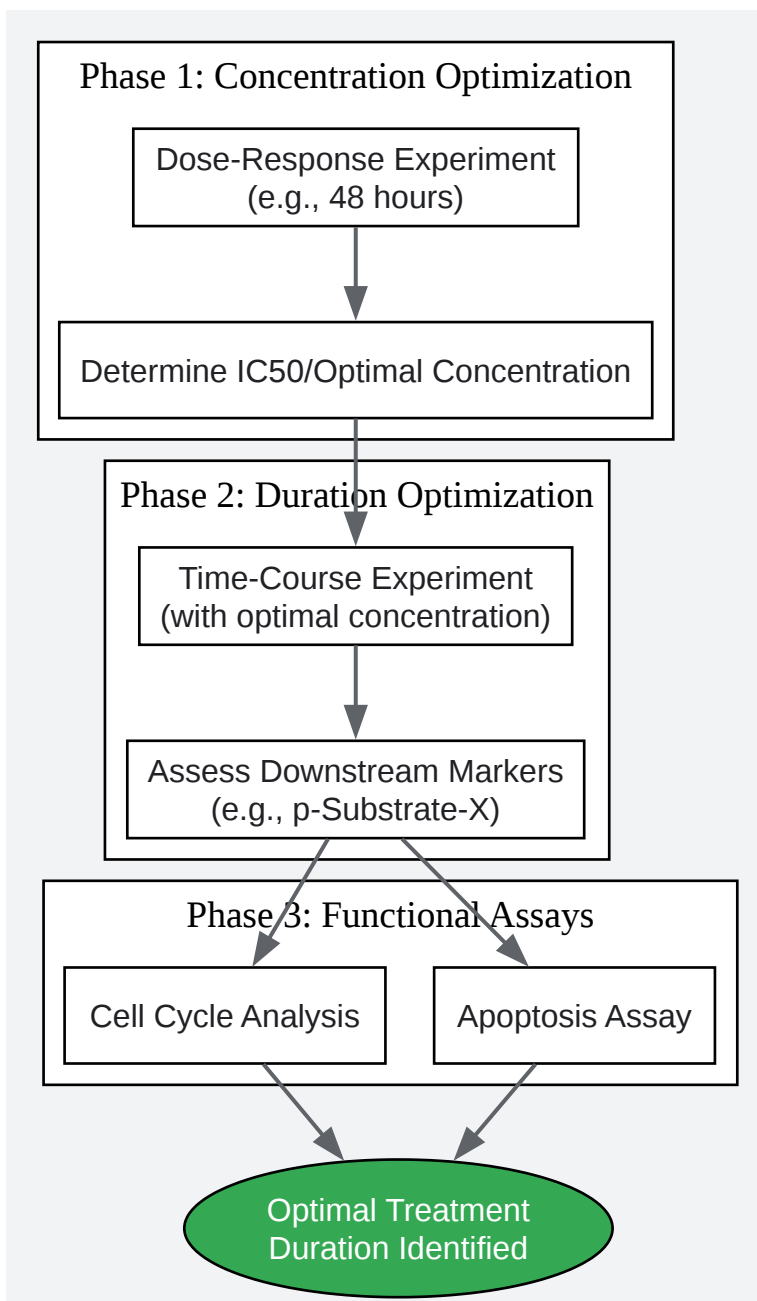 Phase 1: Concentration Optimization
Dose-Response Experiment
(e.g., 48 hours)
Determine IC50/Optimal Concentration
Phase 2: Duration Optimization
Time-Course Experiment
(with optimal concentration)
Assess Downstream Markers
(e.g., p-Substrate-X)
Phase 3: Functional Assays
Cell Cycle Analysis
Apoptosis Assay
Optimal Treatment
Duration Identified